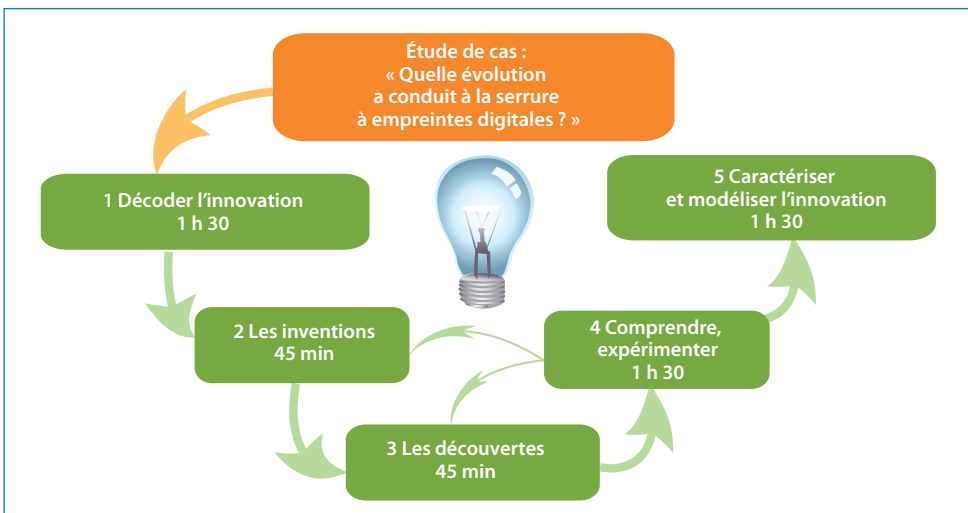 Étude de cas :
« Quelle évolution
a conduit à la serrure
à empreintes digitales ? »
1 Décoder l’innovation
1 h 30
5 Caractériser
et modéliser l’innovation
1 h 30
2 Les inventions
45 min
4 Comprendre,
expérimenter
1 h 30
3 Les découvertes
45 min